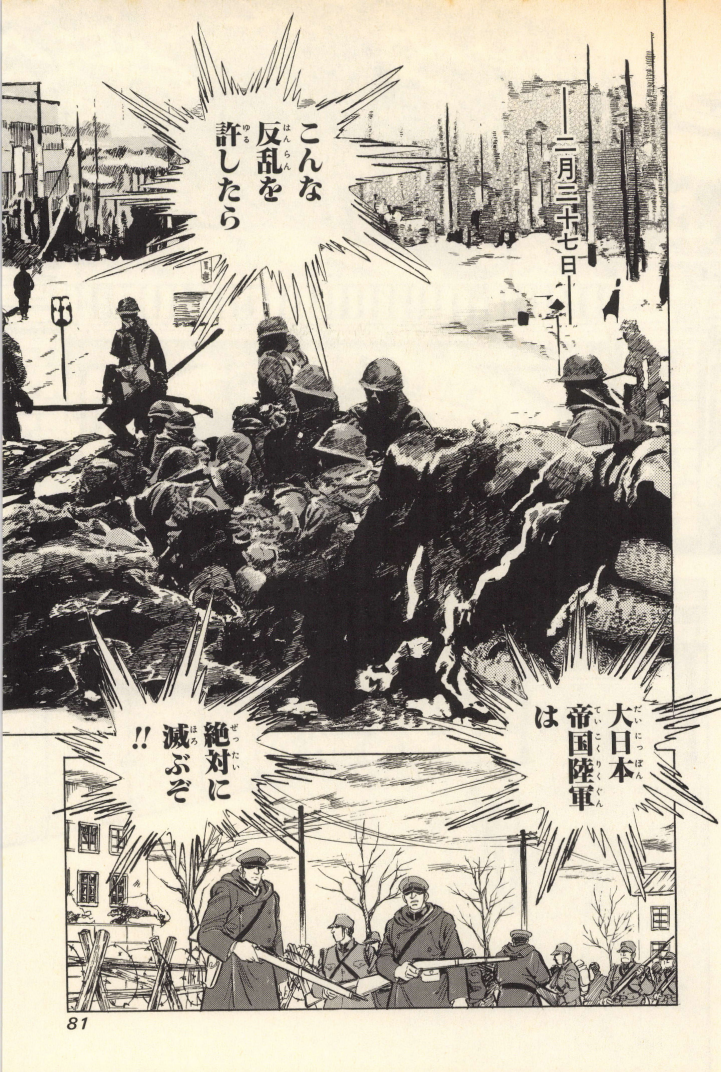 ──二月二十七日──
こんな
反乱を
許したら
大日本
帝国陸軍
は
絶対に
滅ぶぞ
!!
81